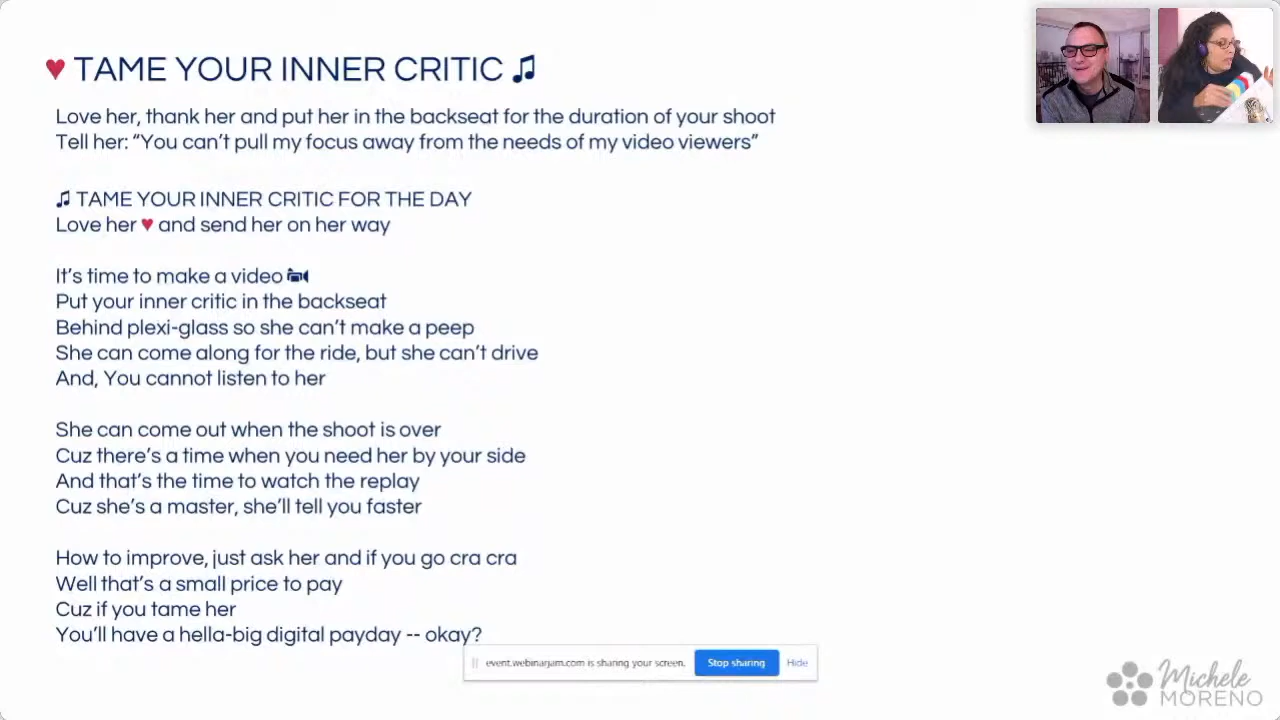 ♥ TAME YOUR INNER CRITIC ♫
Love her, thank her and put her in the backseat for the duration of your shoot
Tell her: “You can’t pull my focus away from the needs of my video viewers”
♫ TAME YOUR INNER CRITIC FOR THE DAY
Love her ♥ and send her on her way
It’s time to make a video
Put your inner critic in the backseat
Behind plexi-glass so she can’t make a peep
She can come along for the ride, but she can’t drive
And, You cannot listen to her
She can come out when the shoot is over
Cuz there’s a time when you need her by your side
And that’s the time to watch the replay
Cuz she’s a master, she’ll tell you faster
How to improve, just ask her and if you go cra cra
Well that’s a small price to pay
Cuz if you tame her
You’ll have a hella-big digital payday -- okay?
event.webinarjam.com is sharing your screen.
Stop sharing
Hide
Michele
MORENO